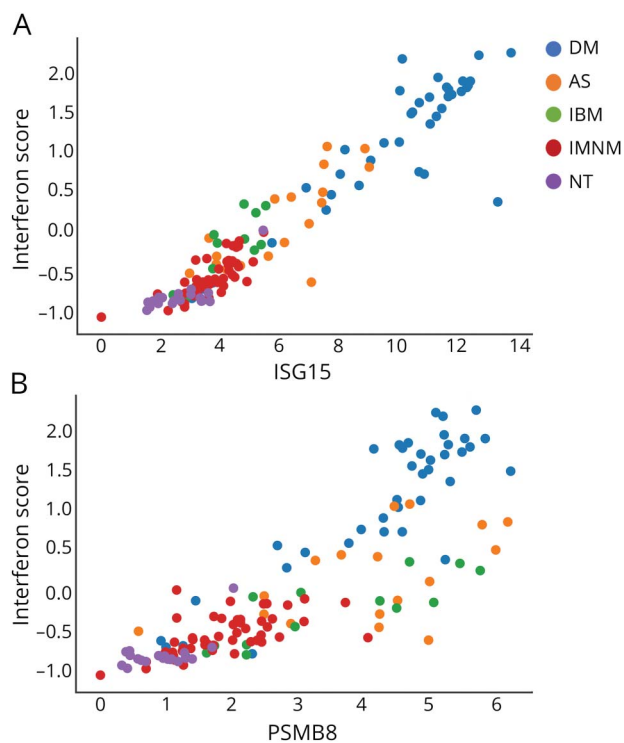 A
Interferon score
2.0
1.5
1.0
0.5
0.0
−0.5
−1.0
0 2 4 6 8 10 12 14
ISG15
DM
AS
IBM
IMNM
NT
B
Interferon score
2.0
1.5
1.0
0.5
0.0
−0.5
−1.0
0 1 2 3 4 5 6
PSMB8